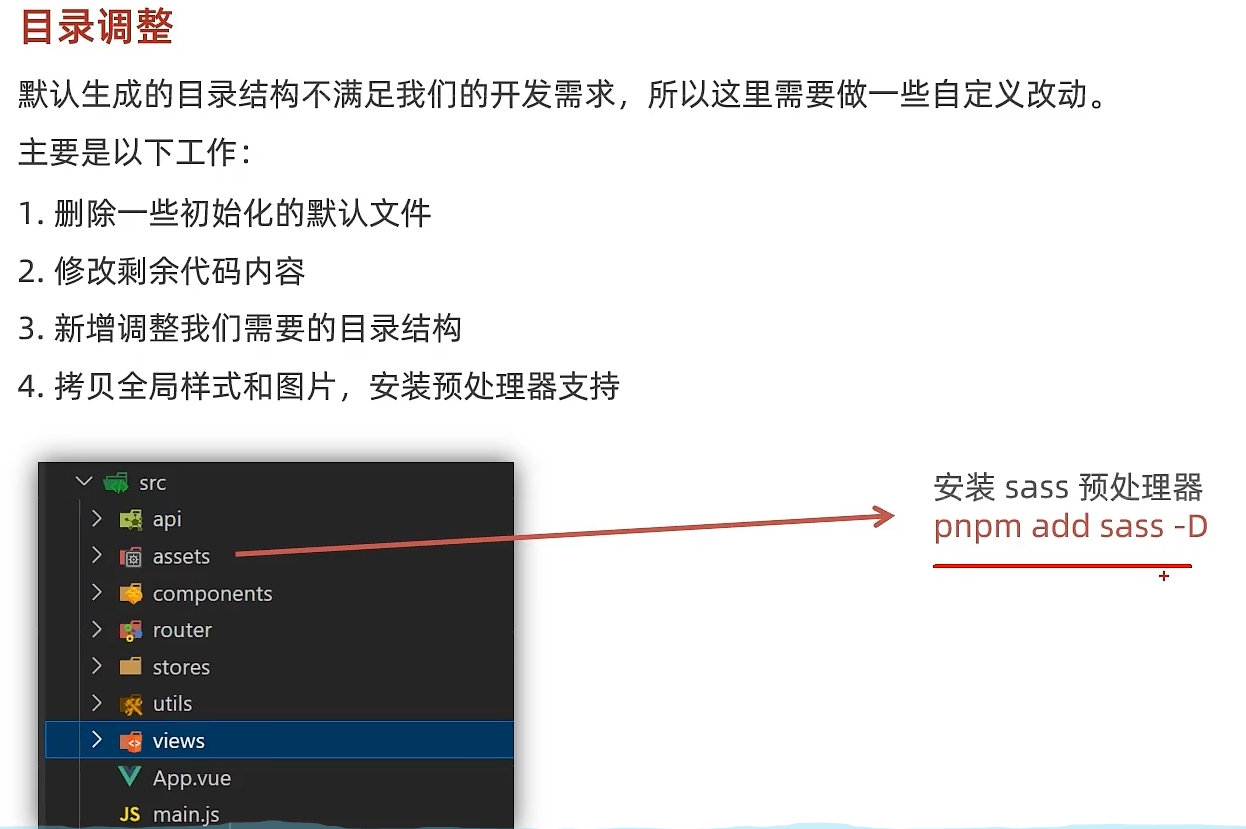 目录调整
默认生成的目录结构不满足我们的开发需求，所以这里需要做一些自定义改动。
主要是以下工作：
1. 删除一些初始化的默认文件
2. 修改剩余代码内容
3. 新增调整我们需要的目录结构
4. 拷贝全局样式和图片，安装预处理器支持
src
api
assets
components
router
stores
utils
views
App.vue
JS main.js
安装 sass 预处理器
pnpm add sass -D